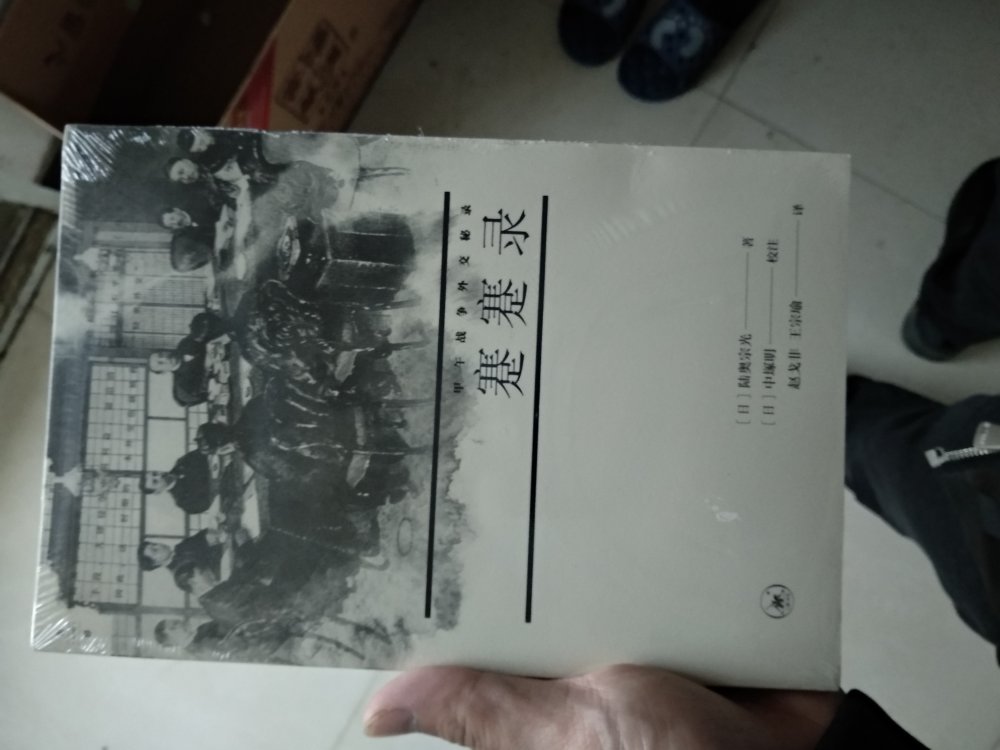 甲午战争外交秘录
蹇蹇录
[日]陆奥宗光——著
[日]中塚明——校注
赵戈非 王宗瑜——译